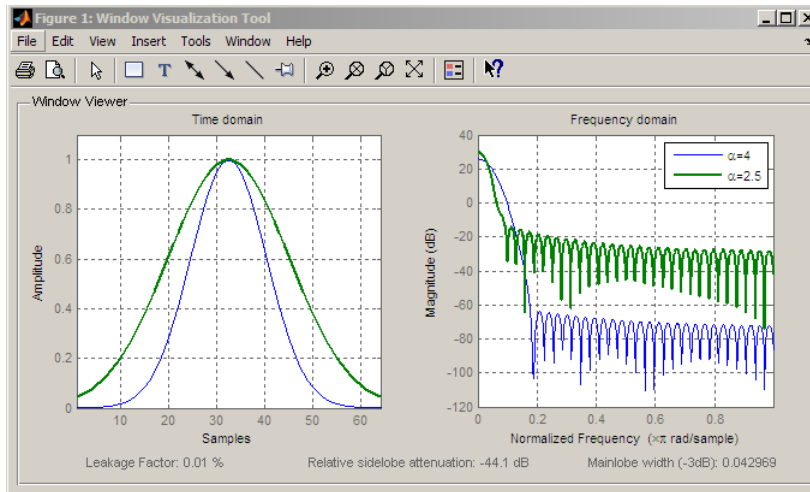 Figure 1: Window Visualization Tool
File Edit View Insert Tools Window Help
T
Window Viewer
Time domain
1
0.8
0.6
0.4
0.2
0
Amplitude
10 20 30 40 50 60
Samples
Frequency domain
40
20
0
-20
-40
-60
-80
-100
-120
Magnitude (dB)
α=4
α=2.5
0 0.2 0.4 0.6 0.8
Normalized Frequency (×π rad/sample)
Leakage Factor: 0.01 % Relative sidelobe attenuation: -44.1 dB Mainlobe width (-3dB): 0.042969